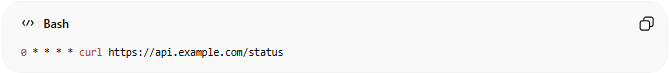 Bash
0 * * * * curl https://api.example.com/status